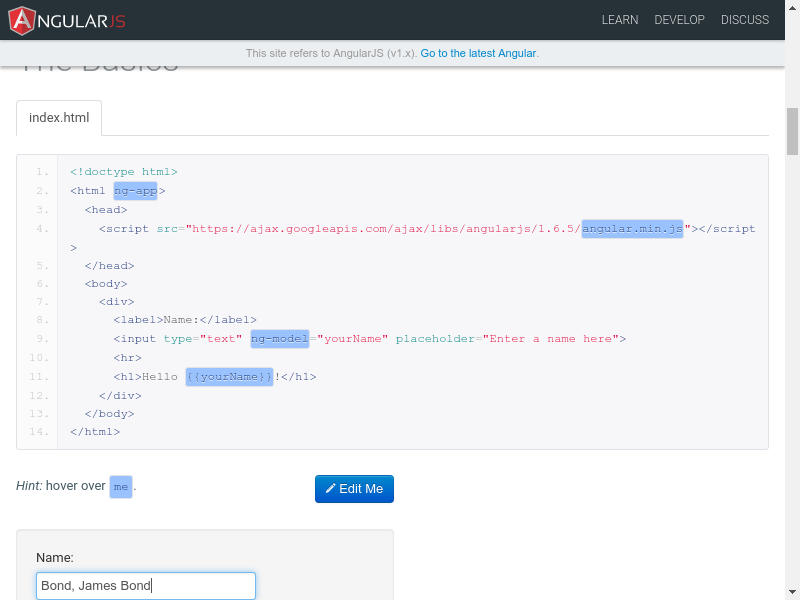 ANGULARJS
LEARN DEVELOP DISCUSS
This site refers to AngularJS (v1.x). Go to the latest Angular.
The Basics
index.html
1. <!doctype html>
2. <html ng-app>
3. <head>
4. <script src="https://ajax.googleapis.com/ajax/libs/angularjs/1.6.5/angular.min.js"></script
>
5. </head>
6. <body>
7. <div>
8. <label>Name:</label>
9. <input type="text" ng-model="yourName" placeholder="Enter a name here">
10. <hr>
11. <h1>Hello {{yourName}}!</h1>
12. </div>
13. </body>
14. </html>
Hint: hover over me.
Edit Me
Name:
Bond, James Bond